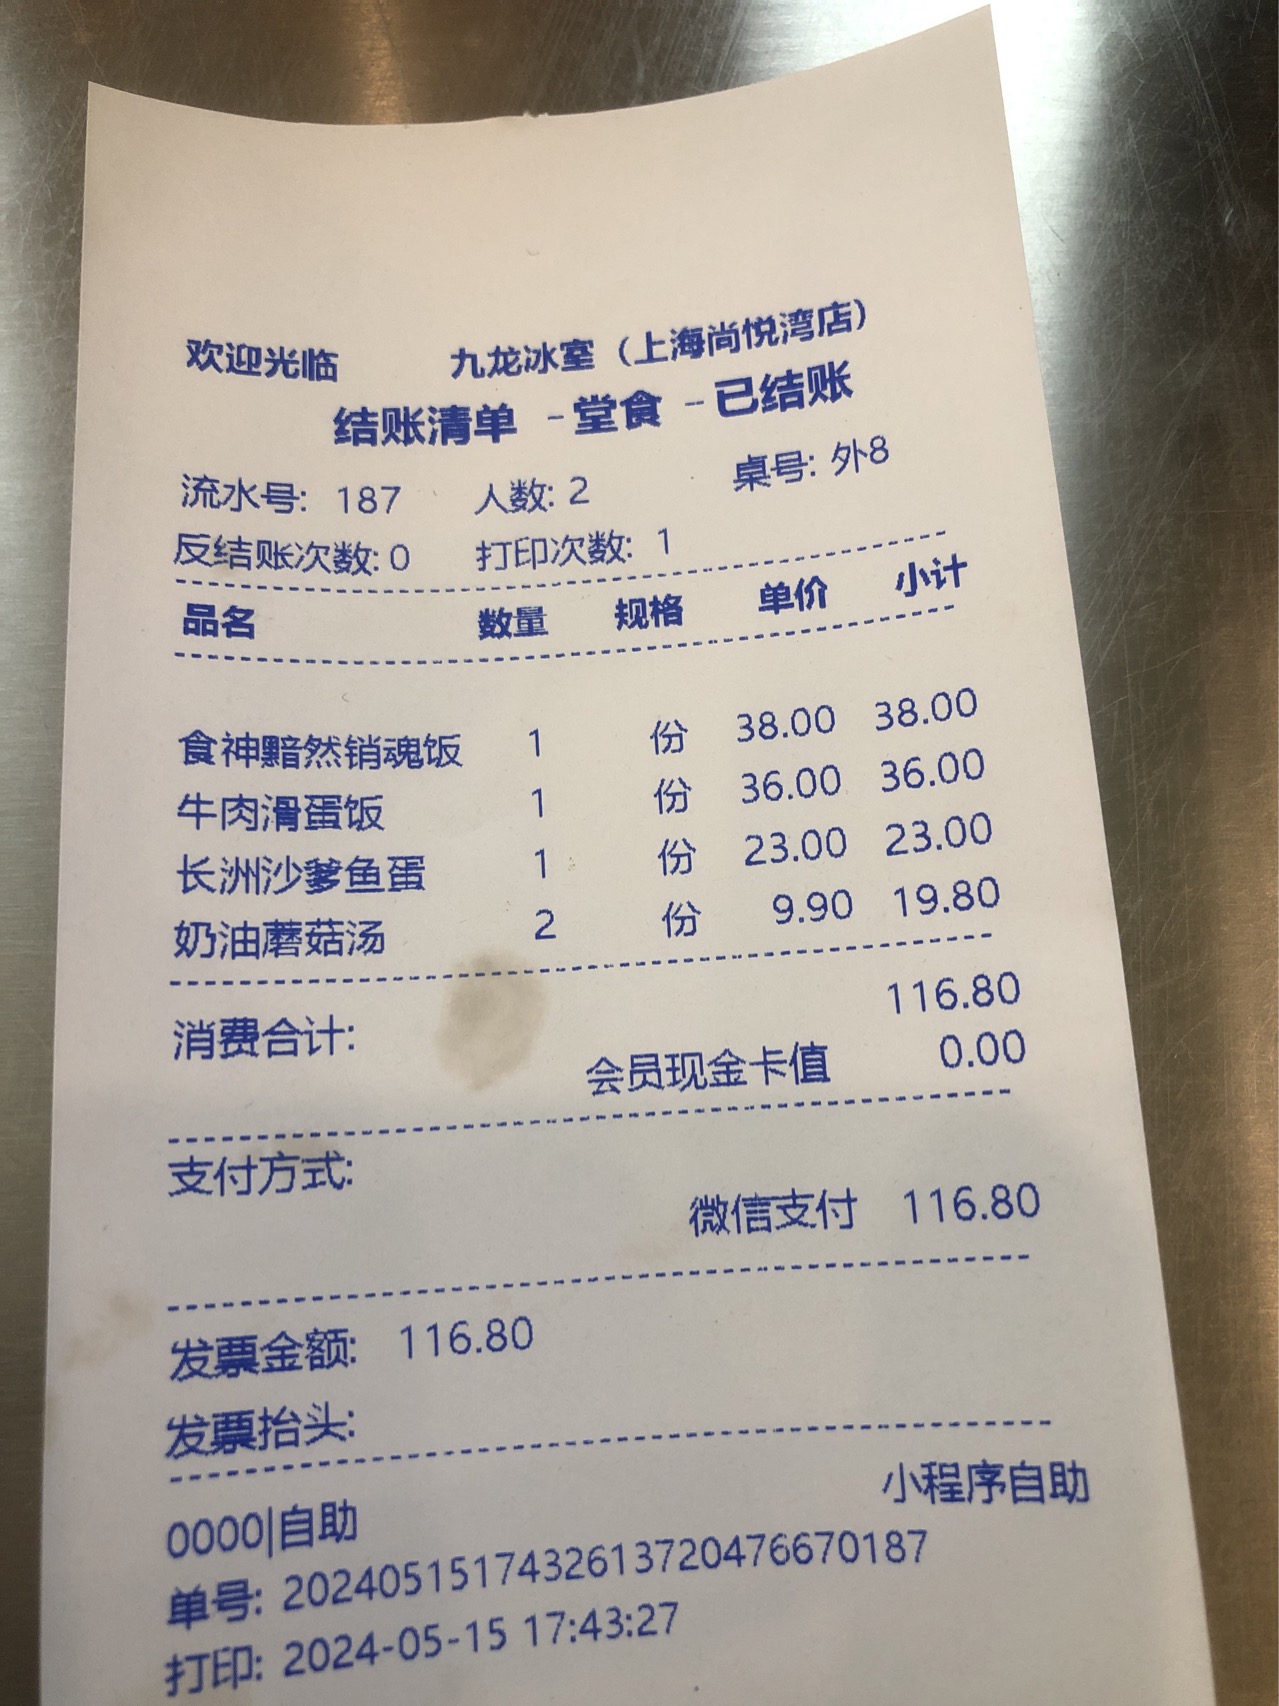 欢迎光临 九龙冰室（上海尚悦湾店）
结账清单 - 堂食 - 已结账
流水号: 187 人数: 2 桌号: 外8
反结账次数: 0 打印次数: 1
品名 数量 规格 单价 小计
食神黯然销魂饭 1 份 38.00 38.00
牛肉滑蛋饭 1 份 36.00 36.00
长洲沙爹鱼蛋 1 份 23.00 23.00
奶油蘑菇汤 2 份 9.90 19.80
消费合计: 116.80
会员现金卡值 0.00
支付方式:
微信支付 116.80
发票金额: 116.80
发票抬头:
0000|自助 小程序自助
单号: 2024051517432613720476670187
打印: 2024-05-15 17:43:27